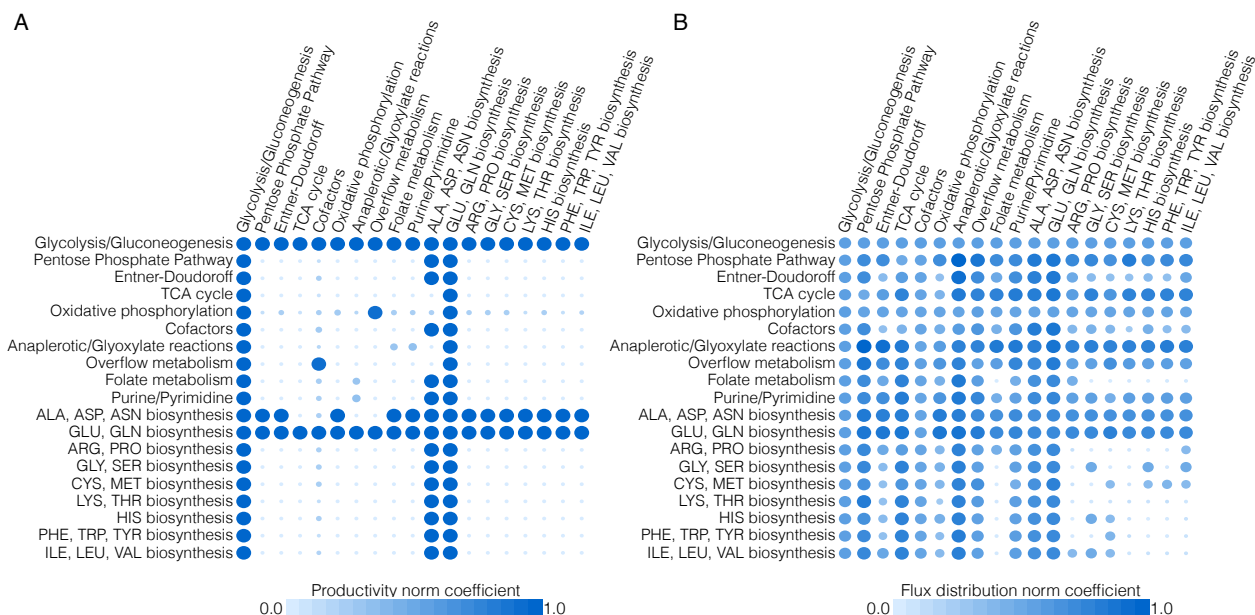 A
Glycolysis/Gluconeogenesis
Pentose Phosphate Pathway
Entner-Doudoroff
TCA cycle
Cofactors
Oxidative phosphorylation
Anaplerotic/Glyoxylate reactions
Overflow metabolism
Folate metabolism
Purine/Pyrimidine
ALA, ASP, ASN biosynthesis
GLU, GLN biosynthesis
ARG, PRO biosynthesis
GLY, SER biosynthesis
CYS, MET biosynthesis
LYS, THR biosynthesis
HIS biosynthesis
PHE, TRP, TYR biosynthesis
ILE, LEU, VAL biosynthesis
Glycolysis/Gluconeogenesis
Pentose Phosphate Pathway
Entner-Doudoroff
TCA cycle
Oxidative phosphorylation
Cofactors
Anaplerotic/Glyoxylate reactions
Overflow metabolism
Folate metabolism
Purine/Pyrimidine
ALA, ASP, ASN biosynthesis
GLU, GLN biosynthesis
ARG, PRO biosynthesis
GLY, SER biosynthesis
CYS, MET biosynthesis
LYS, THR biosynthesis
HIS biosynthesis
PHE, TRP, TYR biosynthesis
ILE, LEU, VAL biosynthesis
Productivity norm coefficient
0.0 1.0
B
Glycolysis/Gluconeogenesis
Pentose Phosphate Pathway
Entner-Doudoroff
TCA cycle
Cofactors
Oxidative phosphorylation
Anaplerotic/Glyoxylate reactions
Overflow metabolism
Folate metabolism
Purine/Pyrimidine
ALA, ASP, ASN biosynthesis
GLU, GLN biosynthesis
ARG, PRO biosynthesis
GLY, SER biosynthesis
CYS, MET biosynthesis
LYS, THR biosynthesis
HIS biosynthesis
PHE, TRP, TYR biosynthesis
ILE, LEU, VAL biosynthesis
Glycolysis/Gluconeogenesis
Pentose Phosphate Pathway
Entner-Doudoroff
TCA cycle
Oxidative phosphorylation
Cofactors
Anaplerotic/Glyoxylate reactions
Overflow metabolism
Folate metabolism
Purine/Pyrimidine
ALA, ASP, ASN biosynthesis
GLU, GLN biosynthesis
ARG, PRO biosynthesis
GLY, SER biosynthesis
CYS, MET biosynthesis
LYS, THR biosynthesis
HIS biosynthesis
PHE, TRP, TYR biosynthesis
ILE, LEU, VAL biosynthesis
Flux distribution norm coefficient
0.0 1.0